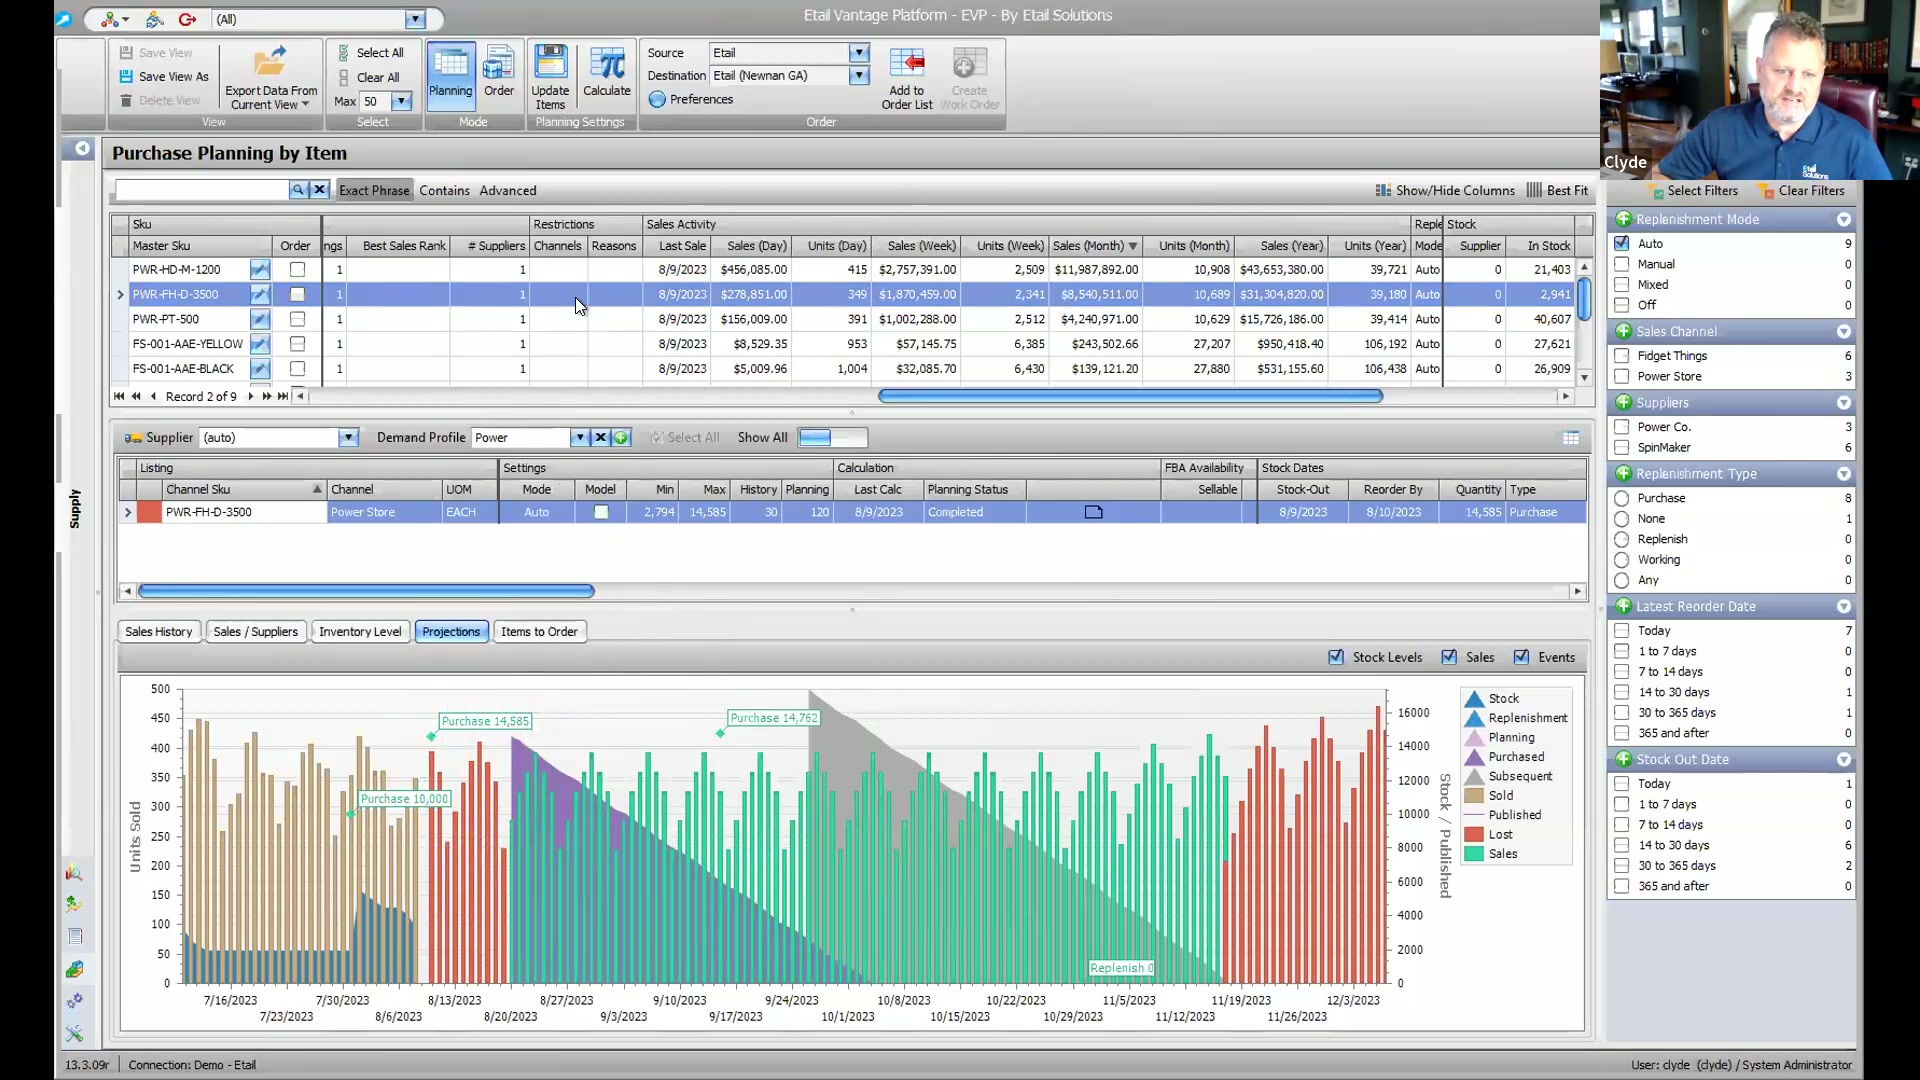 (All)
Etail Vantage Platform - EVP - By Etail Solutions
Save View
Save View As
Delete View
Export Data From Current View
View
Select All
Clear All
Max 50
Select
Planning
Order
Mode
Update Items
Calculate
Planning Settings
Source Etail
Destination Etail (Newnan GA)
Preferences
Add to Order List
Create Work Order
Order
Clyde
Etail Solutions
Purchase Planning by Item
Exact Phrase Contains Advanced
Show/Hide Columns Best Fit
Sku Restrictions Sales Activity Reple Stock
Master Sku Order ngs Best Sales Rank # Suppliers Channels Reasons Last Sale Sales (Day) Units (Day) Sales (Week) Units (Week) Sales (Month) Units (Month) Sales (Year) Units (Year) Mode Supplier In Stock
PWR-HD-M-1200 1 1 8/9/2023 $456,085.00 415 $2,757,391.00 2,509 $11,987,892.00 10,908 $43,653,380.00 39,721 Auto 0 21,403
PWR-FH-D-3500 1 1 8/9/2023 $278,851.00 349 $1,870,459.00 2,341 $8,540,511.00 10,689 $31,304,820.00 39,180 Auto 0 2,941
PWR-PT-500 1 1 8/9/2023 $156,009.00 391 $1,002,288.00 2,512 $4,240,971.00 10,629 $15,726,186.00 39,414 Auto 0 40,607
FS-001-AAE-YELLOW 1 1 8/9/2023 $8,529.35 953 $57,145.75 6,385 $243,502.66 27,207 $950,418.40 106,192 Auto 0 27,621
FS-001-AAE-BLACK 1 1 8/9/2023 $5,009.96 1,004 $32,085.70 6,430 $139,121.20 27,880 $531,155.60 106,438 Auto 0 26,909
Record 2 of 9
Supplier (auto) Demand Profile Power Select All Show All
Listing Settings Calculation FBA Availability Stock Dates
Channel Sku Channel UOM Mode Model Min Max History Planning Last Calc Planning Status Sellable Stock-Out Reorder By Quantity Type
PWR-FH-D-3500 Power Store EACH Auto 2,794 14,585 30 120 8/9/2023 Completed 8/9/2023 8/10/2023 14,585 Purchase
Supply
Sales History Sales / Suppliers Inventory Level Projections Items to Order
Stock Levels Sales Events
Units Sold
500
450
400
350
300
250
200
150
100
50
0
Purchase 10,000
Purchase 14,585
Purchase 14,762
Replenish 0
16000
14000
12000
10000
8000
6000
4000
2000
0
Stock / Published
7/16/2023 7/30/2023 8/13/2023 8/27/2023 9/10/2023 9/24/2023 10/8/2023 10/22/2023 11/5/2023 11/19/2023 12/3/2023
7/23/2023 8/6/2023 8/20/2023 9/3/2023 9/17/2023 10/1/2023 10/15/2023 10/29/2023 11/12/2023 11/26/2023
Stock
Replenishment
Planning
Purchased
Subsequent
Sold
Published
Lost
Sales
Select Filters Clear Filters
Replenishment Mode
Auto 9
Manual 0
Mixed 0
Off 0
Sales Channel
Fidget Things 6
Power Store 3
Suppliers
Power Co. 3
SpinMaker 6
Replenishment Type
Purchase 8
None 1
Replenish 0
Working 0
Any 0
Latest Reorder Date
Today 7
1 to 7 days 0
7 to 14 days 0
14 to 30 days 1
30 to 365 days 1
365 and after 0
Stock Out Date
Today 1
1 to 7 days 0
7 to 14 days 0
14 to 30 days 6
30 to 365 days 2
365 and after 0
13.3.09r Connection: Demo - Etail
User: clyde (clyde) / System Administrator